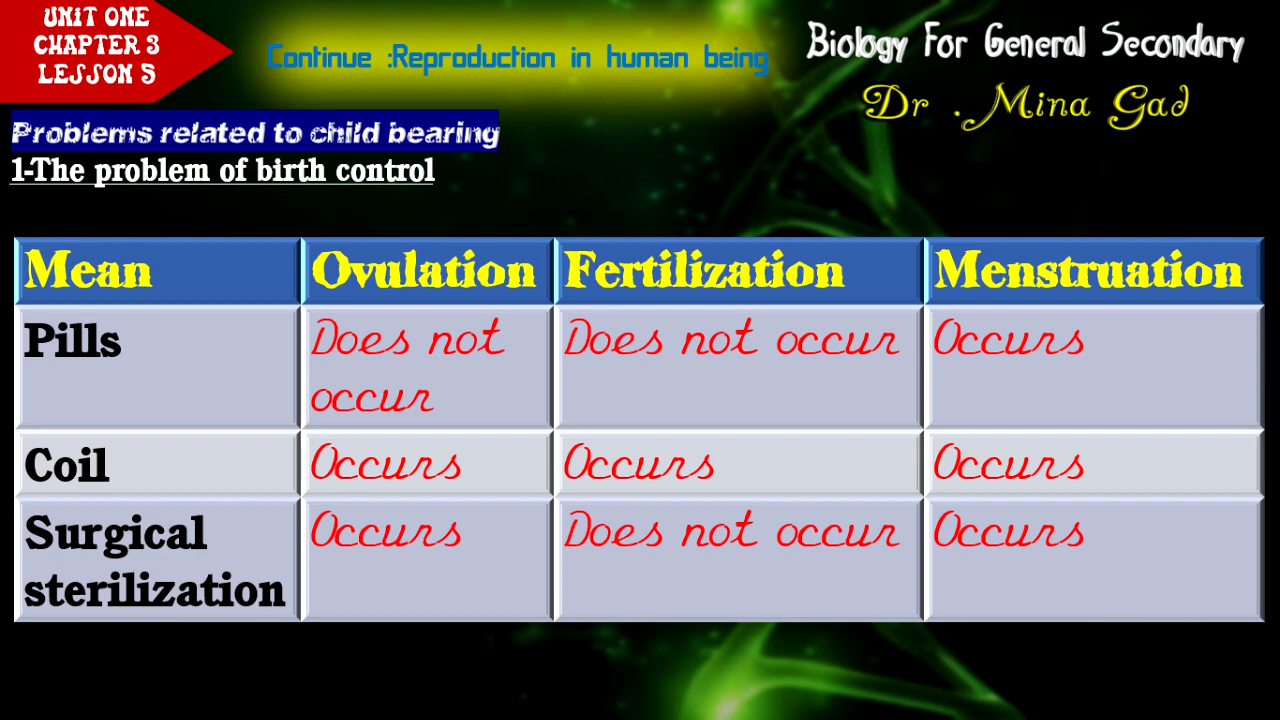 UNIT ONE
CHAPTER 3
LESSON 5
Continue :Reproduction in human being
Biology For General Secondary
Dr .Mina Gad
Problems related to child bearing
1-The problem of birth control
Mean Ovulation Fertilization Menstruation
Pills Does not Does not occur Occurs
occur
Coil Occurs Occurs Occurs
Surgical Occurs Does not occur Occurs
sterilization